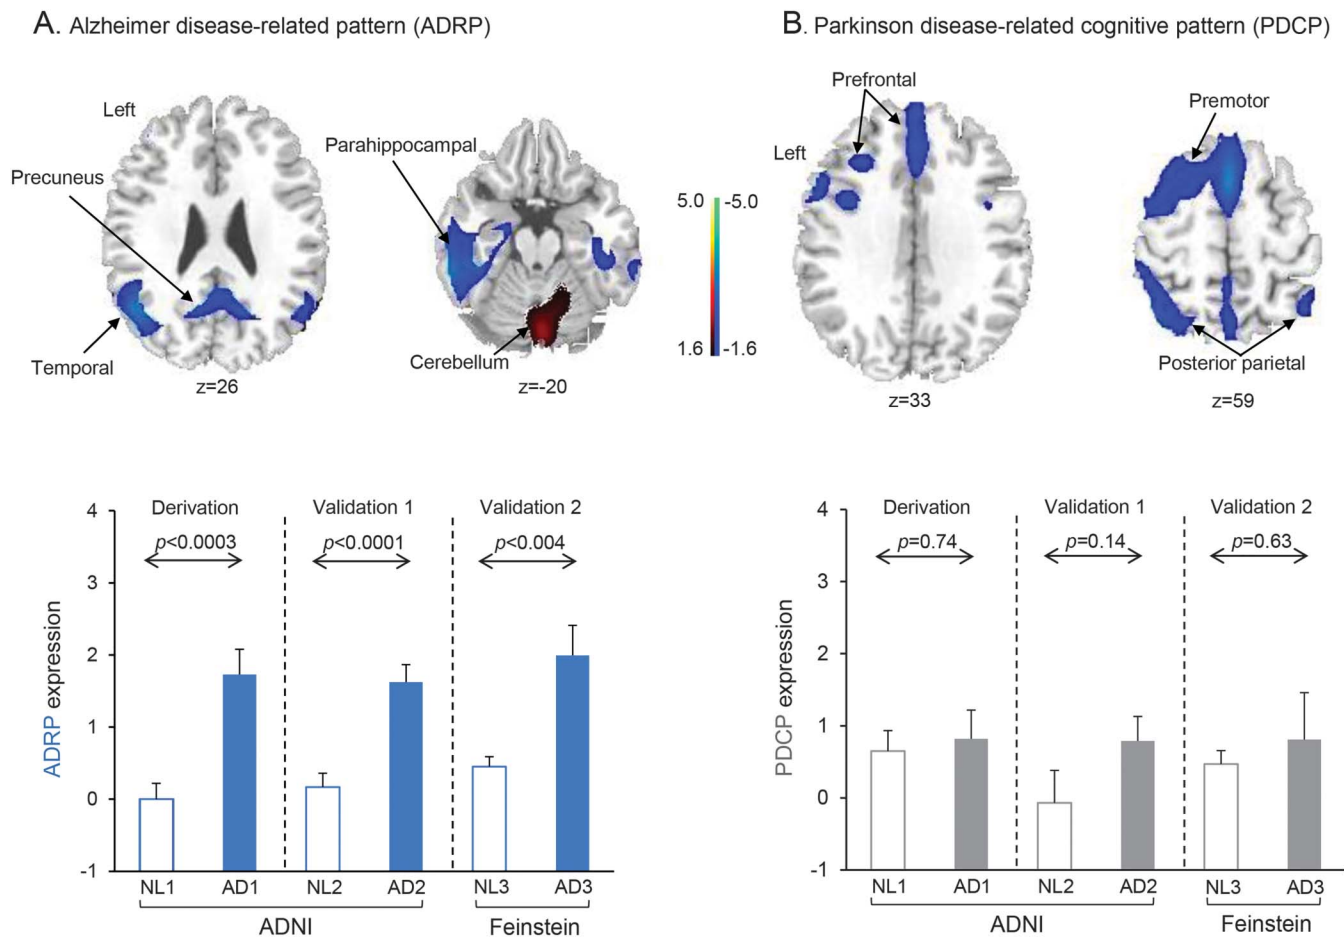 A. Alzheimer disease-related pattern (ADRP)
Left
Parahippocampal
Precuneus
Temporal
Cerebellum
z=26
z=-20
5.0 -5.0
1.6 -1.6
B. Parkinson disease-related cognitive pattern (PDCP)
Prefrontal
Left
Premotor
Posterior parietal
z=33
z=59
Derivation Validation 1 Validation 2
p<0.0003 p<0.0001 p<0.004
ADRP expression
4
3
2
1
0
-1
NL1 AD1 NL2 AD2 NL3 AD3
ADNI Feinstein
Derivation Validation 1 Validation 2
p=0.74 p=0.14 p=0.63
PDCP expression
4
3
2
1
0
-1
NL1 AD1 NL2 AD2 NL3 AD3
ADNI Feinstein